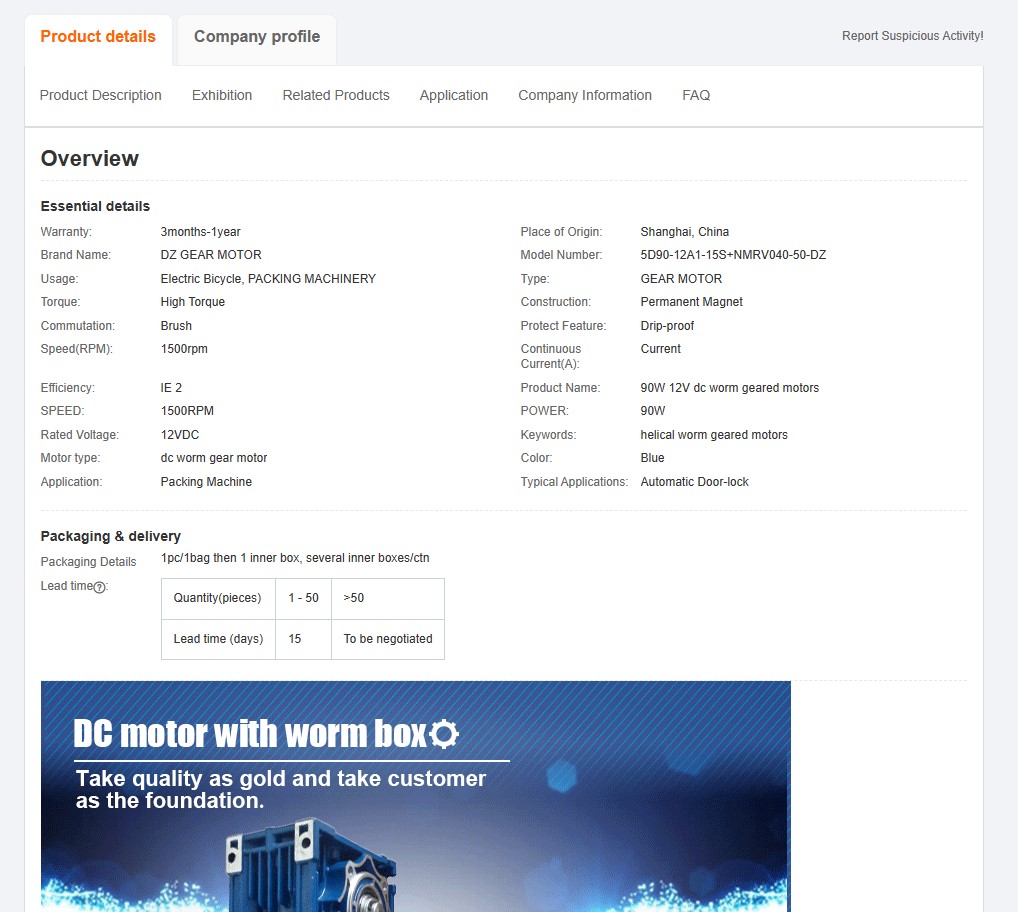 Product details
Company profile
Report Suspicious Activity!
Product Description
Exhibition
Related Products
Application
Company Information
FAQ
Overview
Essential details
Warranty: 3months-1year
Place of Origin: Shanghai, China
Brand Name: DZ GEAR MOTOR
Model Number: 5D90-12A1-15S+NMRV040-50-DZ
Usage: Electric Bicycle, PACKING MACHINERY
Type: GEAR MOTOR
Torque: High Torque
Construction: Permanent Magnet
Commutation: Brush
Protect Feature: Drip-proof
Speed(RPM): 1500rpm
Continuous Current
Current(A):
Efficiency: IE 2
Product Name: 90W 12V dc worm geared motors
SPEED: 1500RPM
POWER: 90W
Rated Voltage: 12VDC
Keywords: helical worm geared motors
Motor type: dc worm gear motor
Color: Blue
Application: Packing Machine
Typical Applications: Automatic Door-lock
Packaging & delivery
Packaging Details 1pc/1bag then 1 inner box, several inner boxes/ctn
Lead time?:
Quantity(pieces) 1 - 50 >50
Lead time (days) 15 To be negotiated
DC motor with worm box
Take quality as gold and take customer
as the foundation.